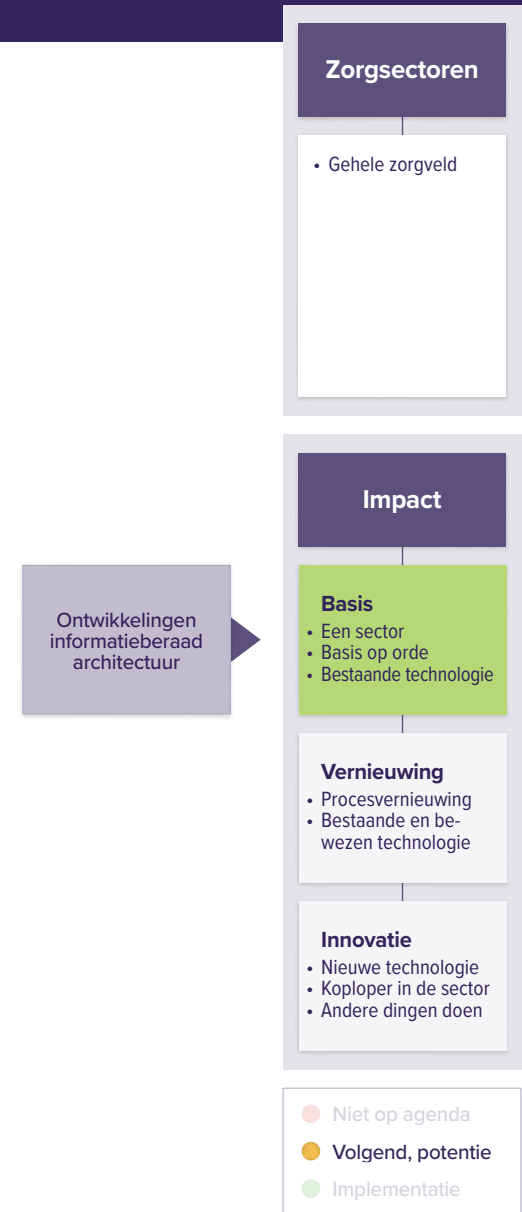 Zorgsectoren
• Gehele zorgveld
Impact
Ontwikkelingen
informatieberaad
architectuur
Basis
• Een sector
• Basis op orde
• Bestaande technologie
Vernieuwing
• Procesvernieuwing
• Bestaande en be-
wezen technologie
Innovatie
• Nieuwe technologie
• Koploper in de sector
• Andere dingen doen
Niet op agenda
Volgend, potentie
Implementatie